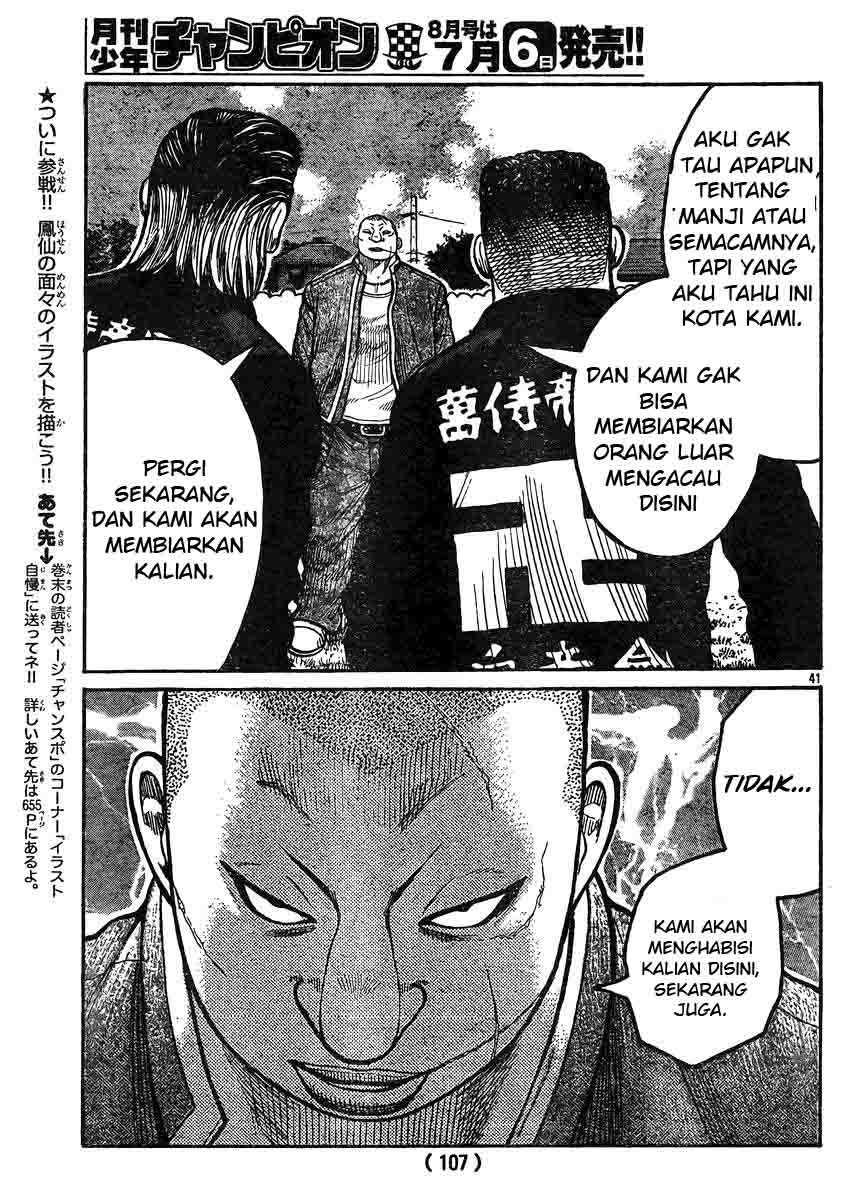 月刊
少年
チャンピオン
8月号は
7月6日発売!!
AKU GAK
TAU APAPUN,
TENTANG
MANJI ATAU
SEMACAMNYA,
TAPI YANG
AKU TAHU INI
KOTA KAMI.
DAN KAMI GAK
BISA
MEMBIARKAN
ORANG LUAR
MENGACAU
DISINI
萬侍帝
PERGI
SEKARANG,
DAN KAMI AKAN
MEMBIARKAN
KALIAN.
41
TIDAK...
KAMI AKAN
MENGHABISI
KALIAN DISINI,
SEKARANG
JUGA.
★ついに参戦!! 鳳仙の面々のイラストを描こう!! あて先↓
巻末の読者ページ「チャンスポ」のコーナー「イラスト
自慢」に送ってネ!! 詳しいあて先は655Pにあるよ。
(107)